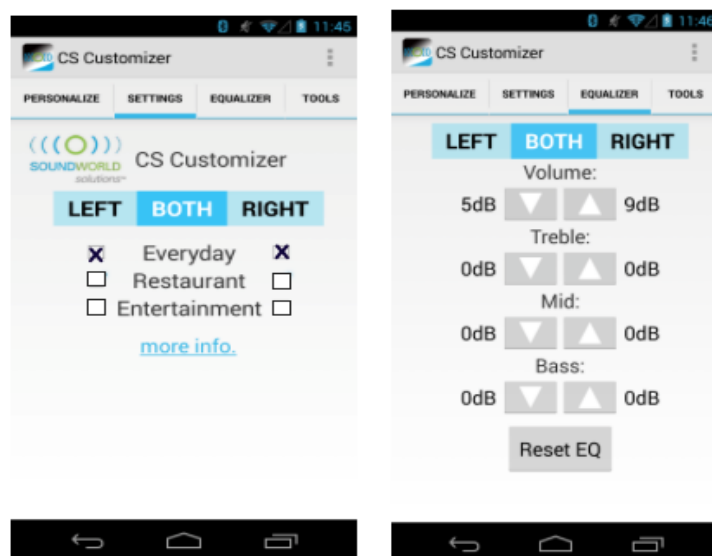 11:45
CS Customizer
PERSONALIZE SETTINGS EQUALIZER TOOLS
(((O)))
SOUNDWORLD
solutions
CS Customizer
LEFT BOTH RIGHT
X Everyday X
Restaurant
Entertainment
more info.
11:46
CS Customizer
PERSONALIZE SETTINGS EQUALIZER TOOLS
LEFT BOTH RIGHT
Volume:
5dB 9dB
Treble:
0dB 0dB
Mid:
0dB 0dB
Bass:
0dB 0dB
Reset EQ